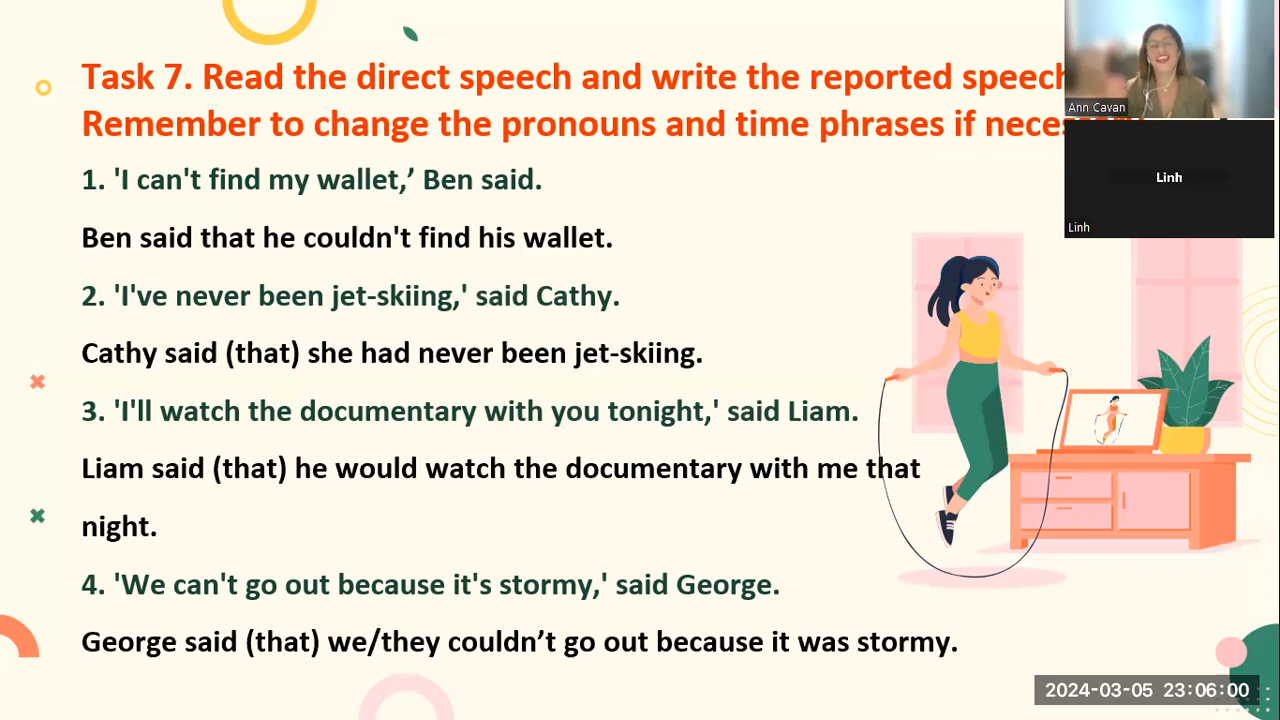 Task 7. Read the direct speech and write the reported speech
Remember to change the pronouns and time phrases if
1. 'I can't find my wallet,’ Ben said.
Ben said that he couldn't find his wallet.
2. 'I've never been jet-skiing,' said Cathy.
Cathy said (that) she had never been jet-skiing.
3. 'I'll watch the documentary with you tonight,' said Liam.
Liam said (that) he would watch the documentary with me that
night.
4. 'We can't go out because it's stormy,' said George.
George said (that) we/they couldn’t go out because it was stormy.
Ann Cavan
Linh
Linh
2024-03-05 23:06:00